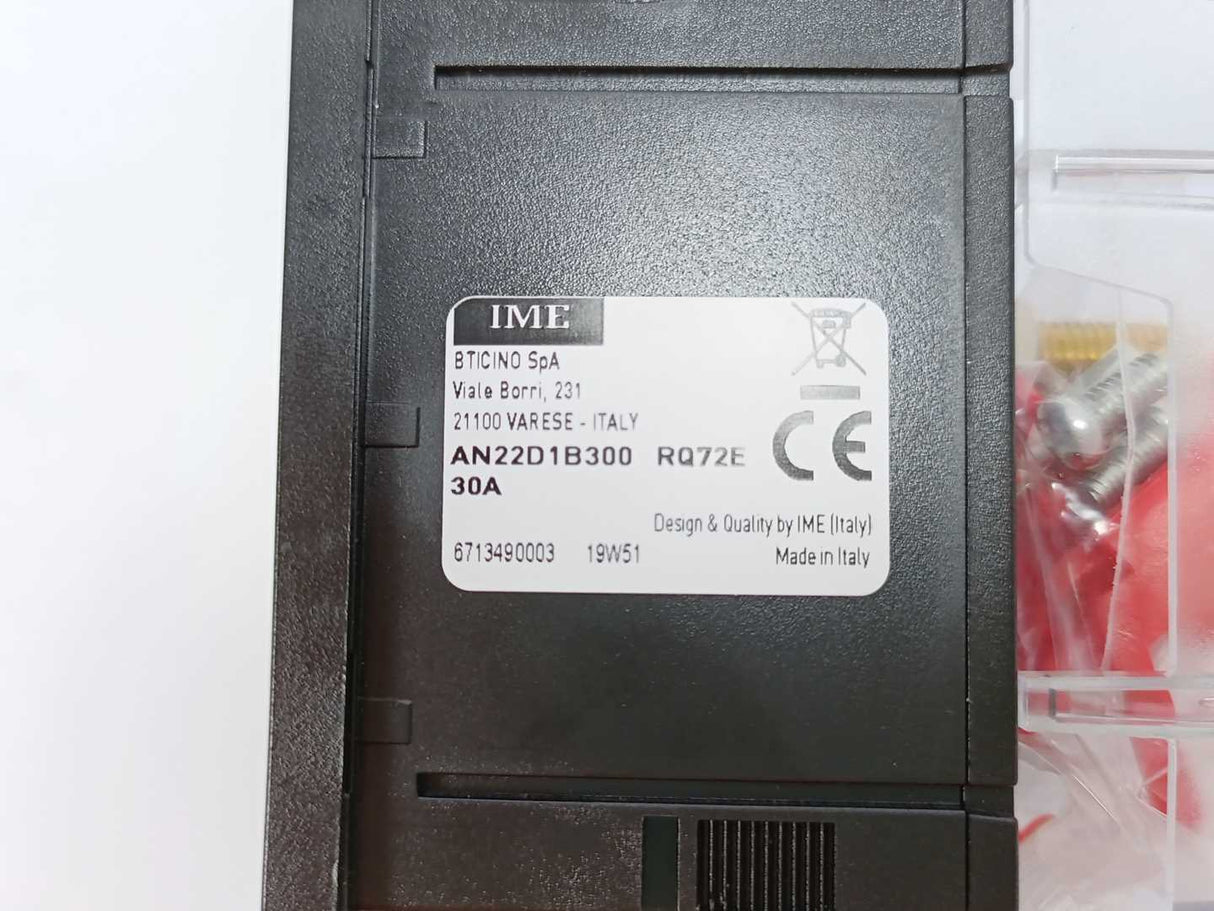 IME
BTICINO SpA
Viale Borri, 231
21100 VARESE - ITALY
AN22D1B300 RQ72E
30A
CE
Design & Quality by IME (Italy)
6713490003 19W51
Made in Italy